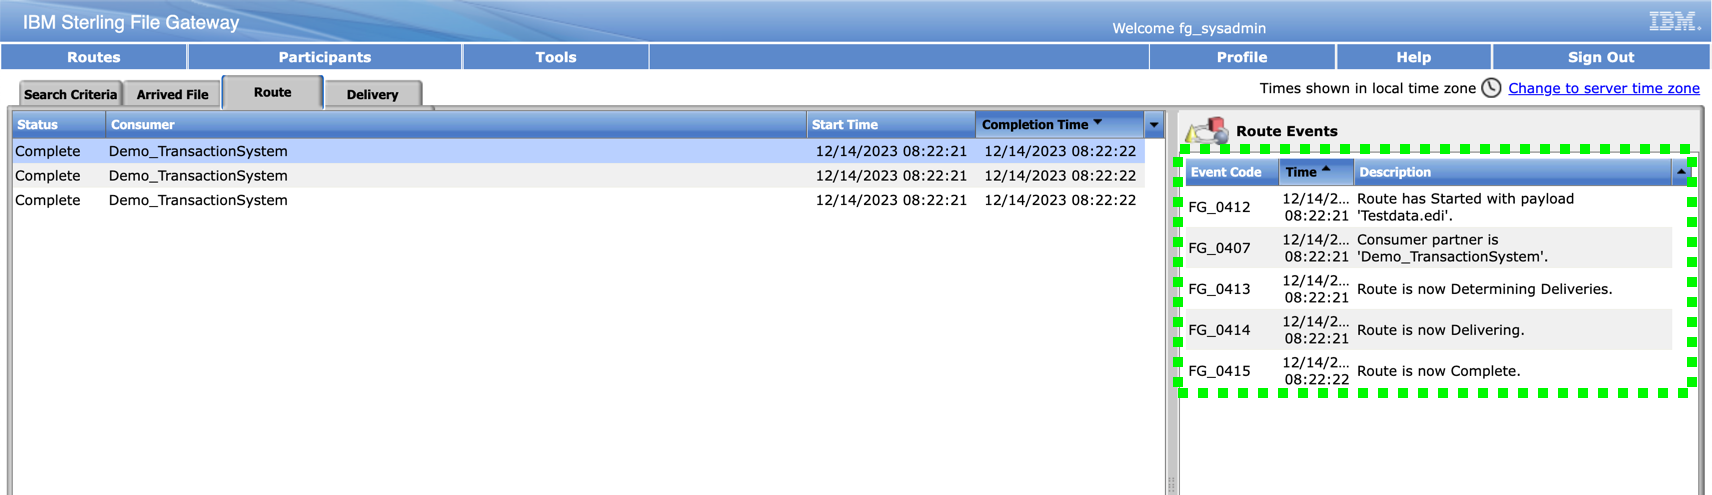 IBM Sterling File Gateway
Welcome fg_sysadmin
IBM.
Routes Participants Tools Profile Help Sign Out
Search Criteria Arrived File Route Delivery
Times shown in local time zone Change to server time zone
Status Consumer Start Time Completion Time
Complete Demo_TransactionSystem 12/14/2023 08:22:21 12/14/2023 08:22:22
Complete Demo_TransactionSystem 12/14/2023 08:22:21 12/14/2023 08:22:22
Complete Demo_TransactionSystem 12/14/2023 08:22:21 12/14/2023 08:22:22
Route Events
Event Code Time Description
FG_0412 12/14/2... 08:22:21 Route has Started with payload
'Testdata.edi'.
FG_0407 12/14/2... 08:22:21 Consumer partner is
'Demo_TransactionSystem'.
FG_0413 12/14/2... 08:22:21 Route is now Determining Deliveries.
FG_0414 12/14/2... 08:22:21 Route is now Delivering.
FG_0415 12/14/2... 08:22:22 Route is now Complete.